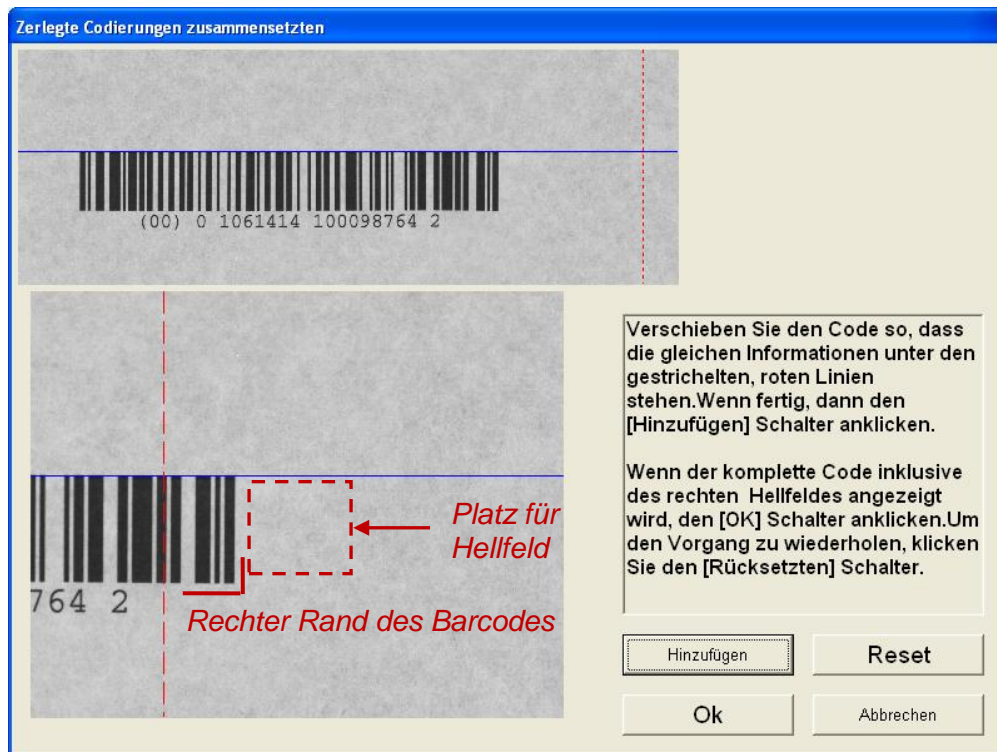 Zerlegte Codierungen zusammensetzten
(00) 0 1061414 100098764 2
Verschieben Sie den Code so, dass
die gleichen Informationen unter den
gestrichelten, roten Linien
stehen.Wenn fertig, dann den
[Hinzufügen] Schalter anklicken.
Wenn der komplette Code inklusive
des rechten Hellfeldes angezeigt
wird, den [OK] Schalter anklicken.Um
den Vorgang zu wiederholen, klicken
Sie den [Rücksetzten] Schalter.
Platz für
Hellfeld
764 2
Rechter Rand des Barcodes
Hinzufügen
Reset
Ok
Abbrechen